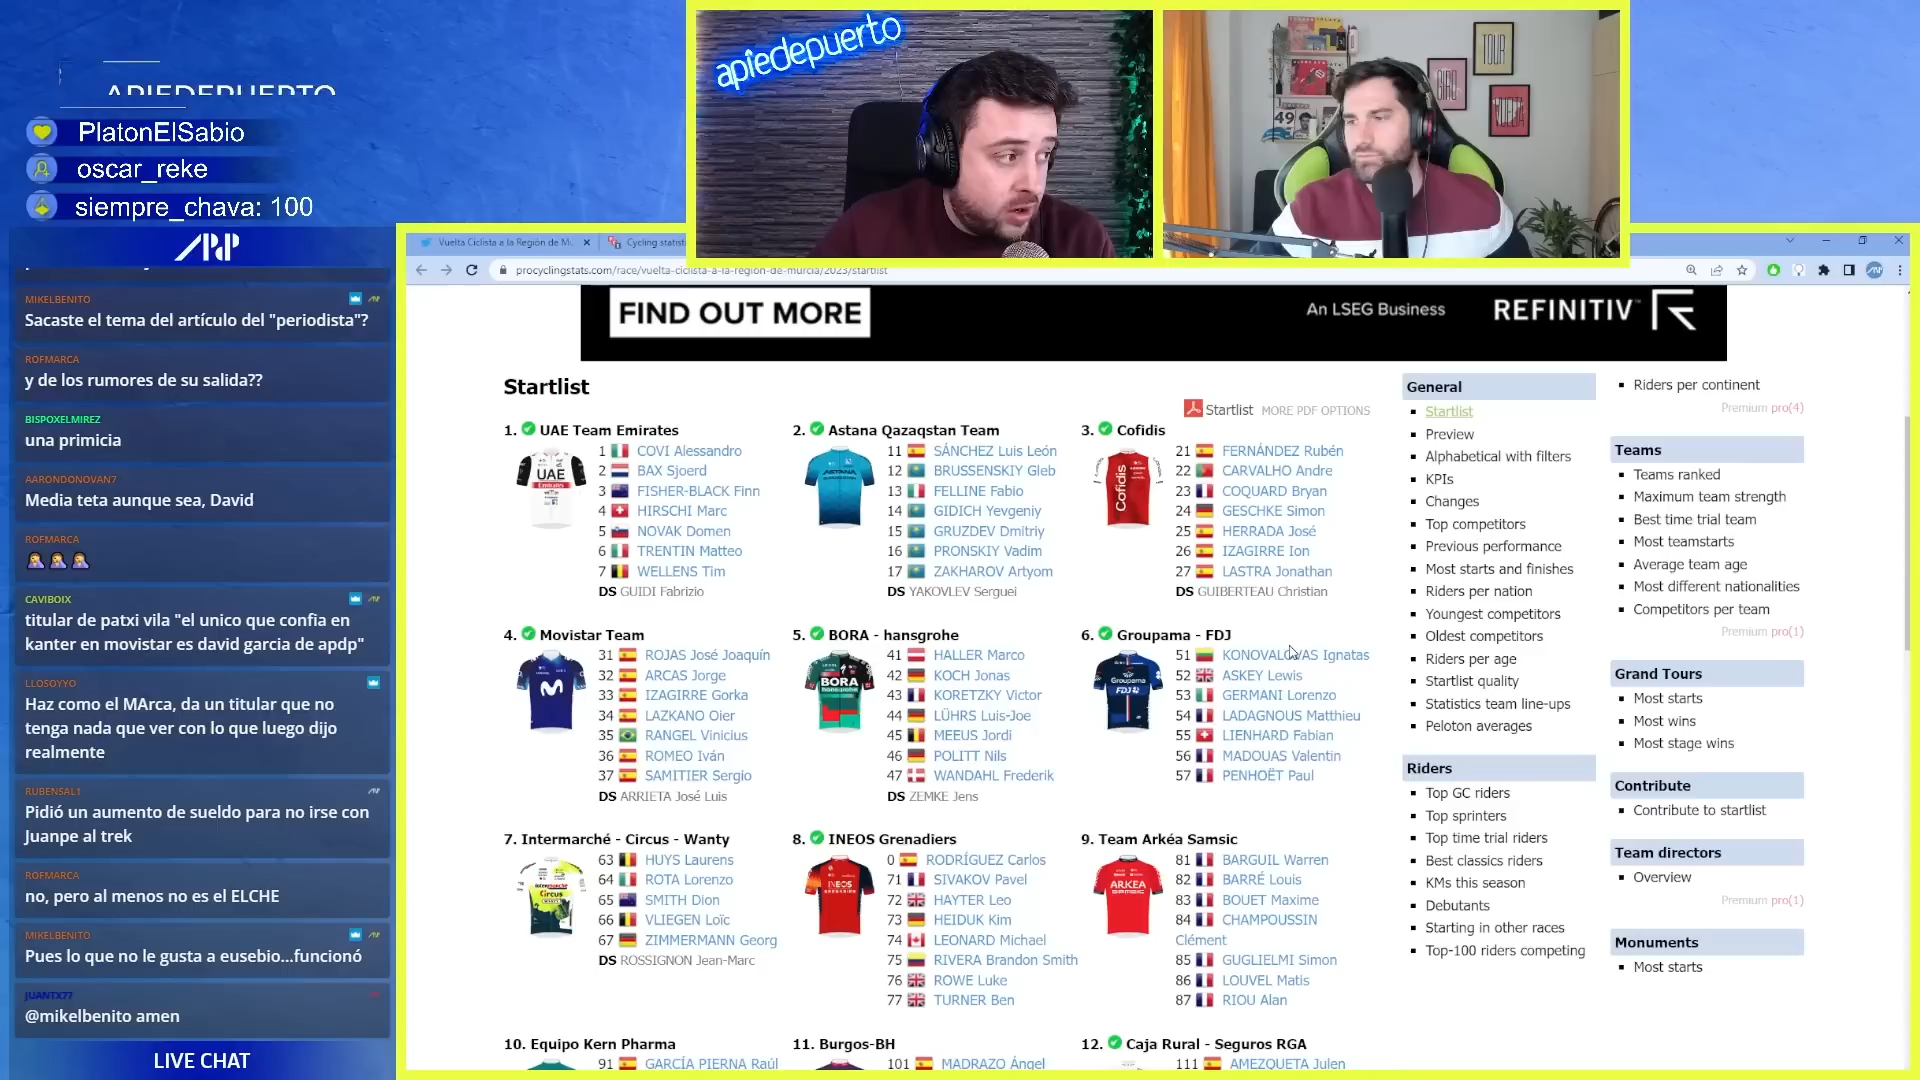 APIEDEPUERTO
PlatonElSabio
oscar_reke
siempre_chava: 100
MIKELBENITO
Sacaste el tema del artículo del "periodista"?
ROFMARCA
y de los rumores de su salida??
BISPOXELMIREZ
una primicia
AARONDONOVAN7
Media teta aunque sea, David
ROFMARCA
CAVIBOIX
titular de patxi vila "el unico que confia en
kanter en movistar es david garcia de apdp"
LLOSOYYO
Haz como el MArca, da un titular que no
tenga nada que ver con lo que luego dijo
realmente
RUBENSAL1
Pidió un aumento de sueldo para no irse con
Juanpe al trek
ROFMARCA
no, pero al menos no es el ELCHE
MIKELBENITO
Pues lo que no le gusta a eusebio...funcionó
JUANTX77
@mikelbenito amen
LIVE CHAT
apiedepuerto
TOUR
GIRO
VUELTA
49
Vuelta Ciclista a la Región de M
Cycling statist
procyclingstats.com/race/vuelta-ciclista-a-la-region-de-murcia/2023/startlist
FIND OUT MORE
An LSEG Business
REFINITIV
Startlist
Startlist MORE PDF OPTIONS
1. UAE Team Emirates
1 COVI Alessandro
2 BAX Sjoerd
3 FISHER-BLACK Finn
4 HIRSCHI Marc
5 NOVAK Domen
6 TRENTIN Matteo
7 WELLENS Tim
DS GUIDI Fabrizio
2. Astana Qazaqstan Team
11 SÁNCHEZ Luis León
12 BRUSSENSKIY Gleb
13 FELLINE Fabio
14 GIDICH Yevgeniy
15 GRUZDEV Dmitriy
16 PRONSKIY Vadim
17 ZAKHAROV Artyom
DS YAKOVLEV Serguei
3. Cofidis
21 FERNÁNDEZ Rubén
22 CARVALHO Andre
23 COQUARD Bryan
24 GESCHKE Simon
25 HERRADA José
26 IZAGIRRE Ion
27 LASTRA Jonathan
DS GUIBERTEAU Christian
4. Movistar Team
31 ROJAS José Joaquín
32 ARCAS Jorge
33 IZAGIRRE Gorka
34 LAZKANO Oier
35 RANGEL Vinicius
36 ROMEO Iván
37 SAMITIER Sergio
DS ARRIETA José Luis
5. BORA - hansgrohe
41 HALLER Marco
42 KOCH Jonas
43 KORETZKY Victor
44 LÜHRS Luis-Joe
45 MEEUS Jordi
46 POLITT Nils
47 WANDAHL Frederik
DS ZEMKE Jens
6. Groupama - FDJ
51 KONOVALOVAS Ignatas
52 ASKEY Lewis
53 GERMANI Lorenzo
54 LADAGNOUS Matthieu
55 LIENHARD Fabian
56 MADOUAS Valentin
57 PENHOËT Paul
7. Intermarché - Circus - Wanty
63 HUYS Laurens
64 ROTA Lorenzo
65 SMITH Dion
66 VLIEGEN Loïc
67 ZIMMERMANN Georg
DS ROSSIGNON Jean-Marc
8. INEOS Grenadiers
0 RODRÍGUEZ Carlos
71 SIVAKOV Pavel
72 HAYTER Leo
73 HEIDUK Kim
74 LEONARD Michael
75 RIVERA Brandon Smith
76 ROWE Luke
77 TURNER Ben
9. Team Arkéa Samsic
81 BARGUIL Warren
82 BARRÉ Louis
83 BOUET Maxime
84 CHAMPOUSSIN
Clément
85 GUGLIELMI Simon
86 LOUVEL Matis
87 RIOU Alan
10. Equipo Kern Pharma
91 GARCÍA PIERNA Raúl
11. Burgos-BH
101 MADRAZO Ángel
12. Caja Rural - Seguros RGA
111 AMEZQUETA Julen
UAE
Emirates
ASTANA
Cofidis
BORA
Groupama
FDJ
Circus
INEOS
ARKEA
SAMSIC
General
Startlist
Preview
Alphabetical with filters
KPIs
Changes
Top competitors
Previous performance
Most starts and finishes
Riders per nation
Youngest competitors
Oldest competitors
Riders per age
Startlist quality
Statistics team line-ups
Peloton averages
Riders
Top GC riders
Top sprinters
Top time trial riders
Best classics riders
KMs this season
Debutants
Starting in other races
Top-100 riders competing
Riders per continent
Premium pro(4)
Teams
Teams ranked
Maximum team strength
Best time trial team
Most teamstarts
Average team age
Most different nationalities
Competitors per team
Premium pro(1)
Grand Tours
Most starts
Most wins
Most stage wins
Contribute
Contribute to startlist
Team directors
Overview
Premium pro(1)
Monuments
Most starts